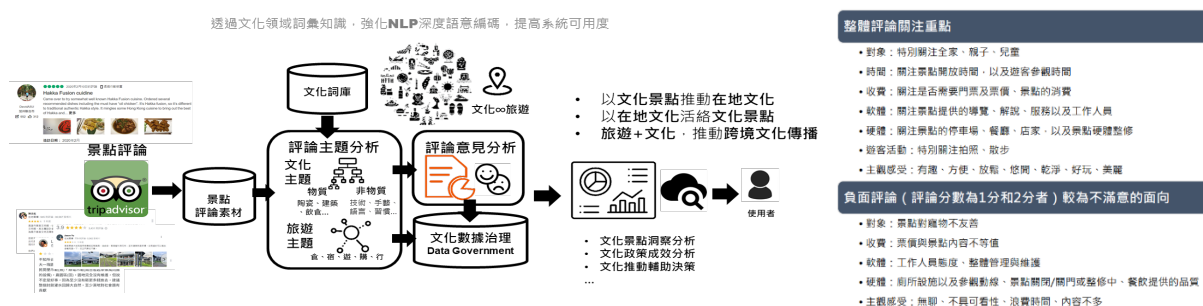 透過文化領域詞彙知識，強化NLP深度語意編碼，提高系統可用度
Hakka Fusion cuisine
景點評論
tripadvisor
景點
評論素材
文化詞庫
文化∞旅遊
評論主題分析
文化
主題
物質
陶瓷、建築
、飲食...
非物質
技術、手藝、
語言、習慣...
旅遊
主題
食、宿、遊、購、行
評論意見分析
文化數據治理
Data Government
• 以文化景點推動在地文化
• 以在地文化活絡文化景點
• 旅遊+文化，推動跨境文化傳播
使用者
• 文化景點洞察分析
• 文化政策成效分析
• 文化推動輔助決策
...
整體評論關注重點
• 對象：特別關注全家、親子、兒童
• 時間：關注景點開放時間，以及遊客參觀時間
• 收費：關注是否需要門票及票價、景點的消費
• 軟體：關注景點提供的導覽、解說、服務以及工作人員
• 硬體：關注景點的停車場、餐廳、店家，以及景點硬體整修
• 遊客活動：特別關注拍照、散步
• 主觀感受：有趣、方便、放鬆、悠閒、乾淨、好玩、美麗
負面評論（評論分數為1分和2分者）較為不滿意的面向
• 對象：景點對寵物不友善
• 收費：票價與景點內容不等值
• 軟體：工作人員態度、整體管理與維護
• 硬體：廁所設施以及參觀動線、景點關閉/關門或整修中、餐飲提供的品質
• 主觀感受：無聊、不具可看性、浪費時間、內容不多